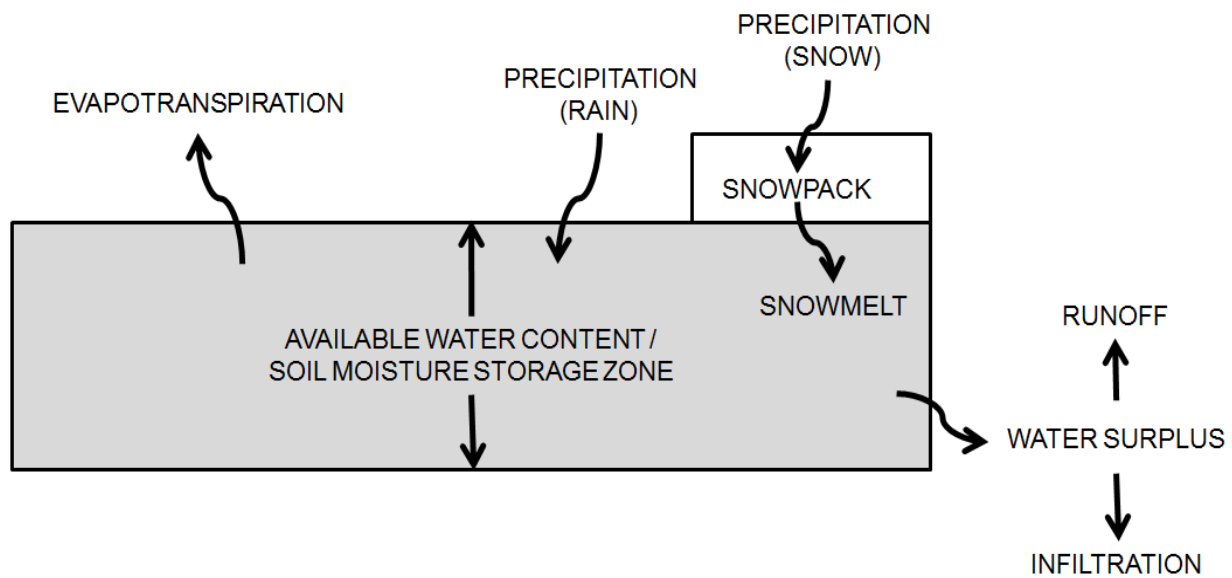 PRECIPITATION
(SNOW)
PRECIPITATION
(RAIN)
EVAPOTRANSPIRATION
SNOWPACK
SNOWMELT
AVAILABLE WATER CONTENT /
SOIL MOISTURE STORAGE ZONE
RUNOFF
WATER SURPLUS
INFILTRATION